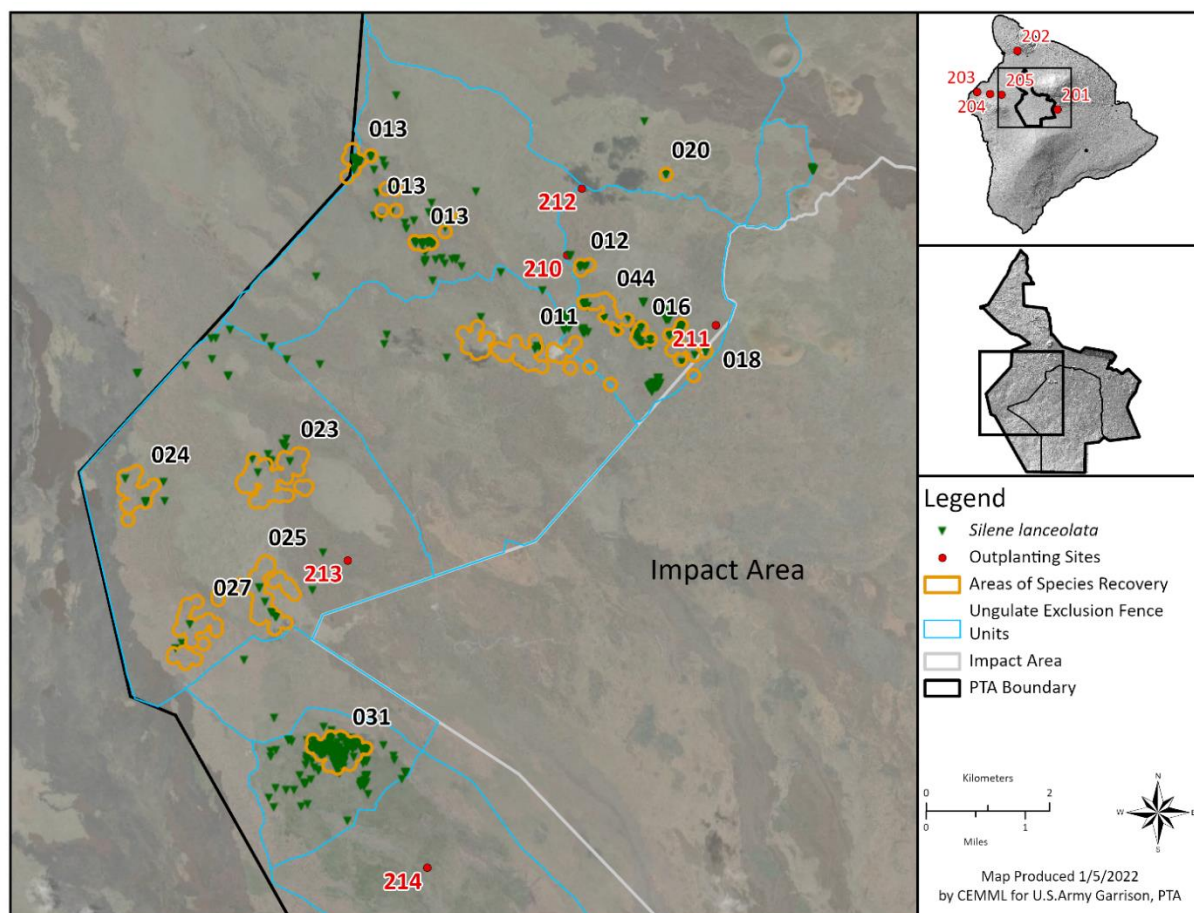 013
020
013
212
013
012
210
044
011
016
211
018
023
024
025
213
Impact Area
027
031
214
202
203
205
204
201
Legend
Silene lanceolata
Outplanting Sites
Areas of Species Recovery
Ungulate Exclusion Fence
Units
Impact Area
PTA Boundary
Kilometers
0 2
0 1
Miles
N
W E
S
Map Produced 1/5/2022
by CEMML for U.S.Army Garrison, PTA